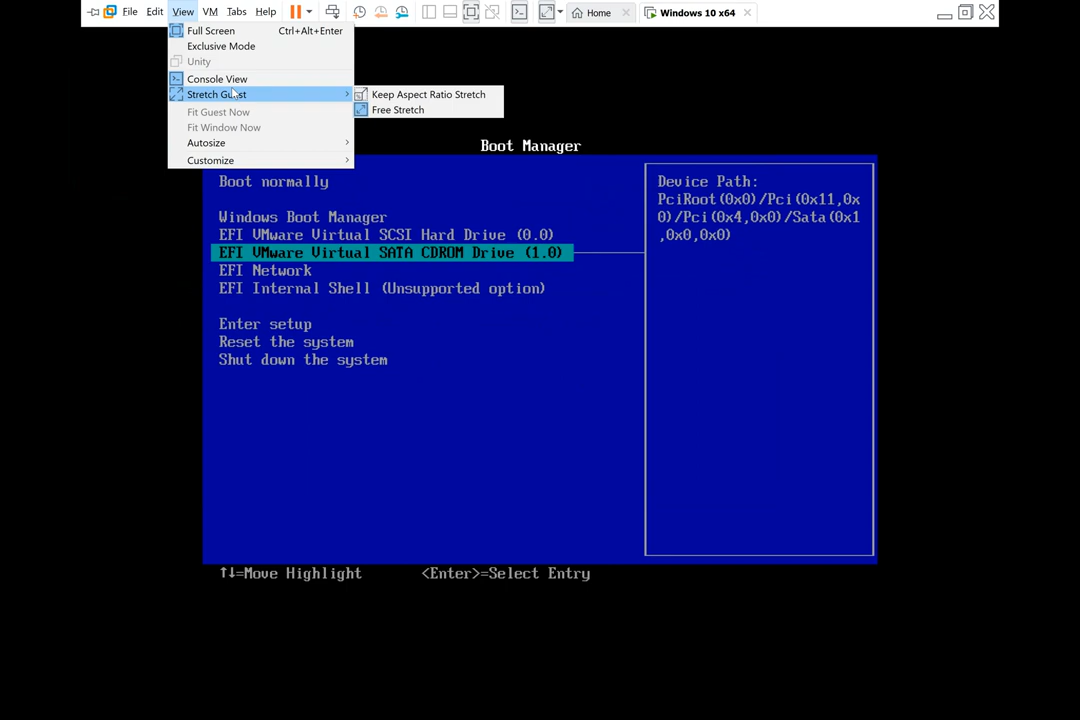 File Edit View VM Tabs Help Home Windows 10 x64
Full Screen Ctrl+Alt+Enter
Exclusive Mode
Unity
Console View
Stretch Guest
Keep Aspect Ratio Stretch
Free Stretch
Fit Guest Now
Fit Window Now
Autosize
Customize
Boot Manager
Boot normally
Windows Boot Manager
EFI VMware Virtual SCSI Hard Drive (0.0)
EFI VMware Virtual SATA CDROM Drive (1.0)
EFI Network
EFI Internal Shell (Unsupported option)
Enter setup
Reset the system
Shut down the system
Device Path:
PciRoot(0x0)/Pci(0x11,0x
0)/Pci(0x4,0x0)/Sata(0x1
,0x0,0x0)
↑↓=Move Highlight <Enter>=Select Entry